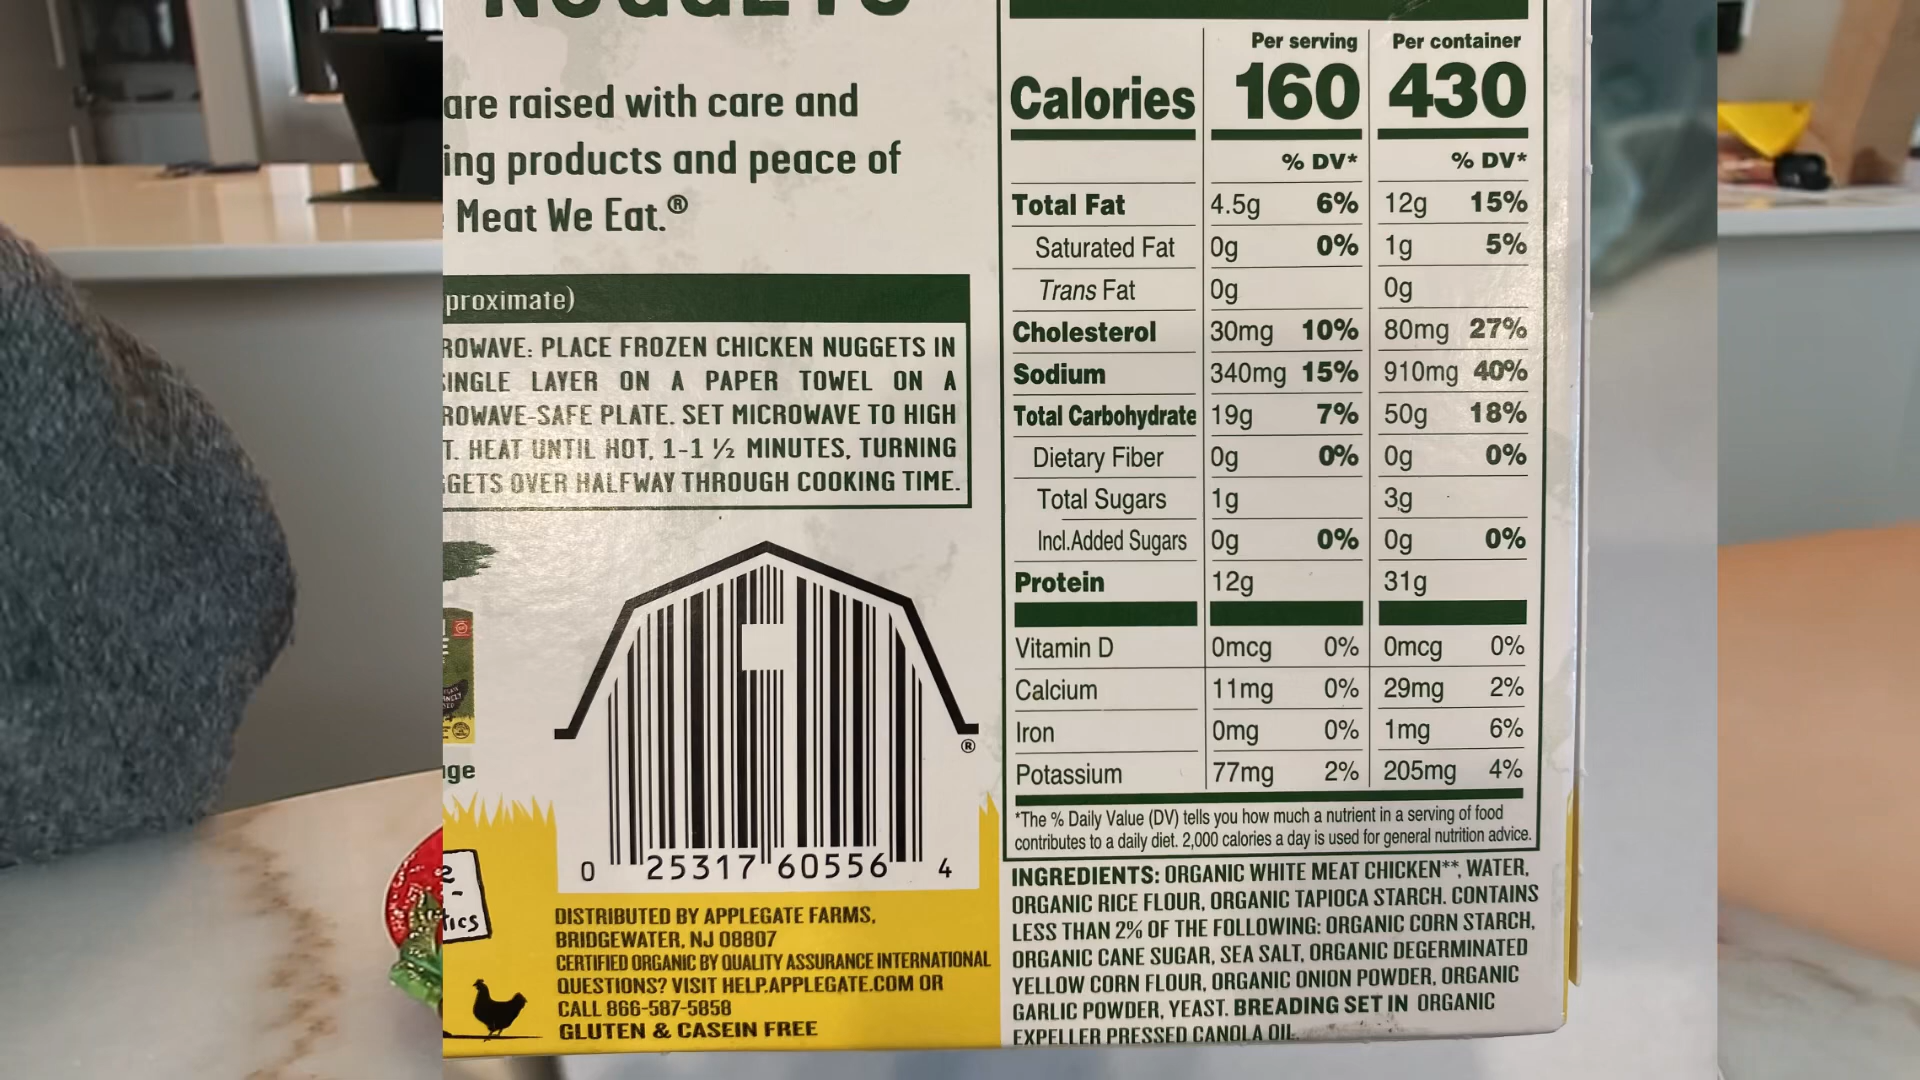 NUGGETS
are raised with care and
ing products and peace of
Meat We Eat.®
proximate)
ROWAVE: PLACE FROZEN CHICKEN NUGGETS IN
SINGLE LAYER ON A PAPER TOWEL ON A
ROWAVE-SAFE PLATE. SET MICROWAVE TO HIGH
T. HEAT UNTIL HOT, 1-1 ½ MINUTES, TURNING
GGETS OVER HALFWAY THROUGH COOKING TIME.
ge
®
0 25317 60556 4
DISTRIBUTED BY APPLEGATE FARMS,
BRIDGEWATER, NJ 08807
CERTIFIED ORGANIC BY QUALITY ASSURANCE INTERNATIONAL
QUESTIONS? VISIT HELP.APPLEGATE.COM OR
CALL 866-587-5858
GLUTEN & CASEIN FREE
Per serving Per container
Calories 160 430
% DV* % DV*
Total Fat 4.5g 6% 12g 15%
Saturated Fat 0g 0% 1g 5%
Trans Fat 0g 0g
Cholesterol 30mg 10% 80mg 27%
Sodium 340mg 15% 910mg 40%
Total Carbohydrate 19g 7% 50g 18%
Dietary Fiber 0g 0% 0g 0%
Total Sugars 1g 3g
Incl.Added Sugars 0g 0% 0g 0%
Protein 12g 31g
Vitamin D 0mcg 0% 0mcg 0%
Calcium 11mg 0% 29mg 2%
Iron 0mg 0% 1mg 6%
Potassium 77mg 2% 205mg 4%
*The % Daily Value (DV) tells you how much a nutrient in a serving of food
contributes to a daily diet. 2,000 calories a day is used for general nutrition advice.
INGREDIENTS: ORGANIC WHITE MEAT CHICKEN**, WATER,
ORGANIC RICE FLOUR, ORGANIC TAPIOCA STARCH. CONTAINS
LESS THAN 2% OF THE FOLLOWING: ORGANIC CORN STARCH,
ORGANIC CANE SUGAR, SEA SALT, ORGANIC DEGERMINATED
YELLOW CORN FLOUR, ORGANIC ONION POWDER, ORGANIC
GARLIC POWDER, YEAST. BREADING SET IN ORGANIC
EXPELLER PRESSED CANOLA OIL.